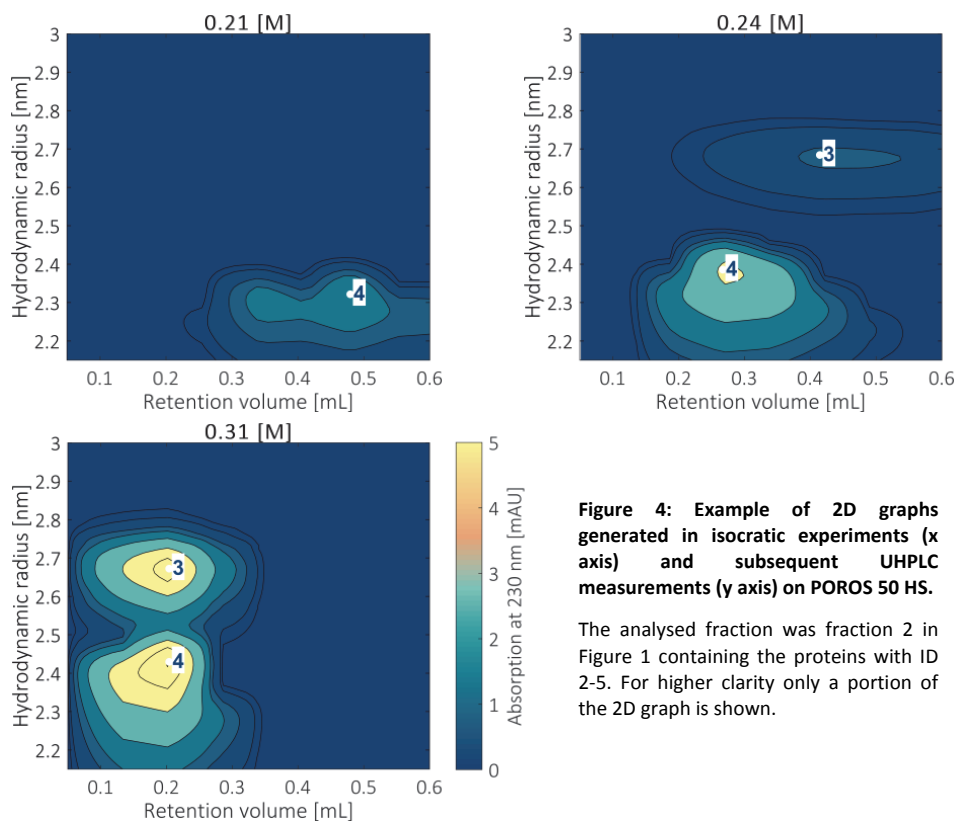 0.21 [M]
3
2.9
2.8
2.7
2.6
2.5
2.4
2.3
2.2
Hydrodynamic radius [nm]
4
0.1 0.2 0.3 0.4 0.5 0.6
Retention volume [mL]
0.24 [M]
3
2.9
2.8
2.7
2.6
2.5
2.4
2.3
2.2
Hydrodynamic radius [nm]
3
4
0.1 0.2 0.3 0.4 0.5 0.6
Retention volume [mL]
0.31 [M]
3
2.9
2.8
2.7
2.6
2.5
2.4
2.3
2.2
Hydrodynamic radius [nm]
3
4
0.1 0.2 0.3 0.4 0.5 0.6
Retention volume [mL]
5
4
3
2
1
0
Absorption at 230 nm [mAU]
Figure 4: Example of 2D graphs
generated in isocratic experiments (x
axis) and subsequent UHPLC
measurements (y axis) on POROS 50 HS.
The analysed fraction was fraction 2 in
Figure 1 containing the proteins with ID
2-5. For higher clarity only a portion of
the 2D graph is shown.